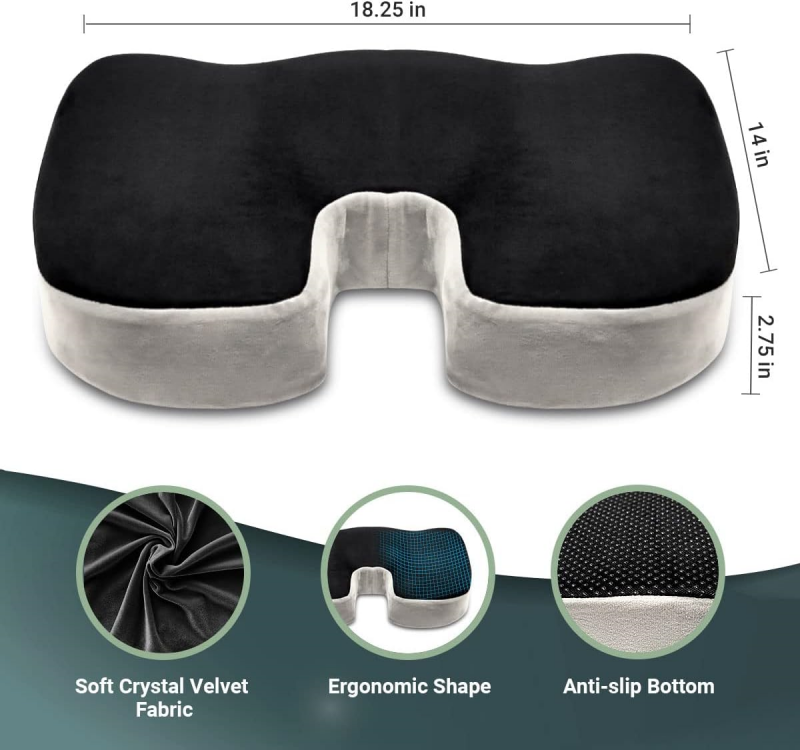 18.25 in
14 in
2.75 in
Soft Crystal Velvet
Fabric
Ergonomic Shape
Anti-slip Bottom